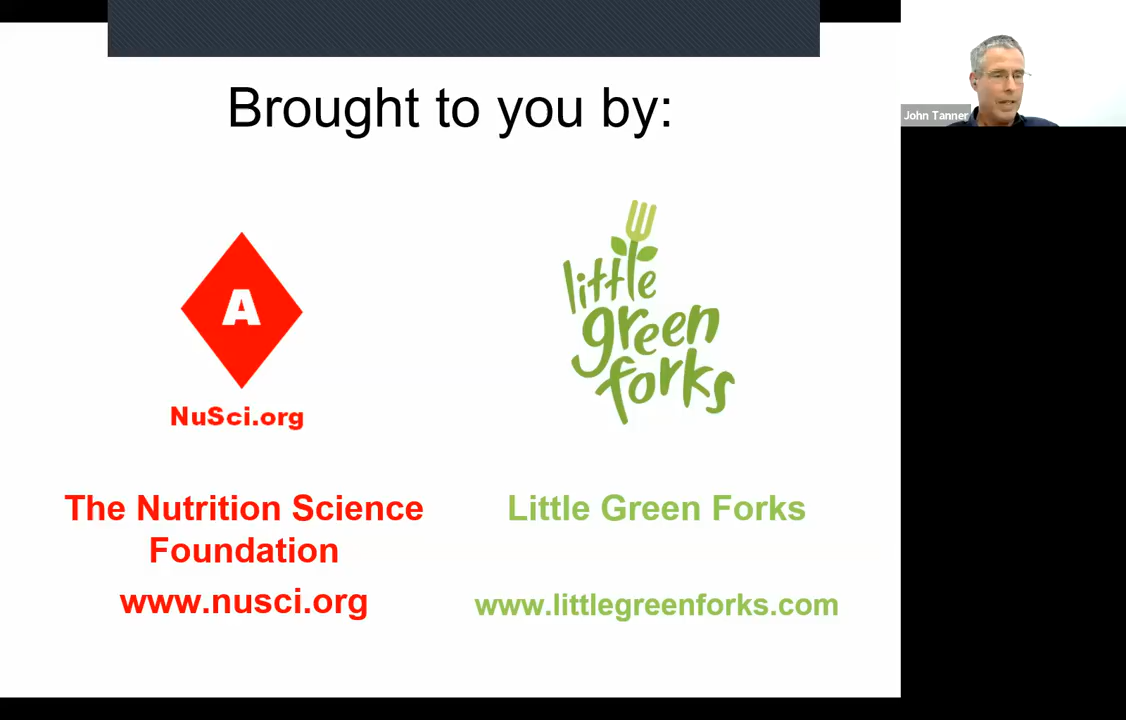 Brought to you by:
John Tanner
A
NuSci.org
little
green
forks
The Nutrition Science
Foundation
www.nusci.org
Little Green Forks
www.littlegreenforks.com